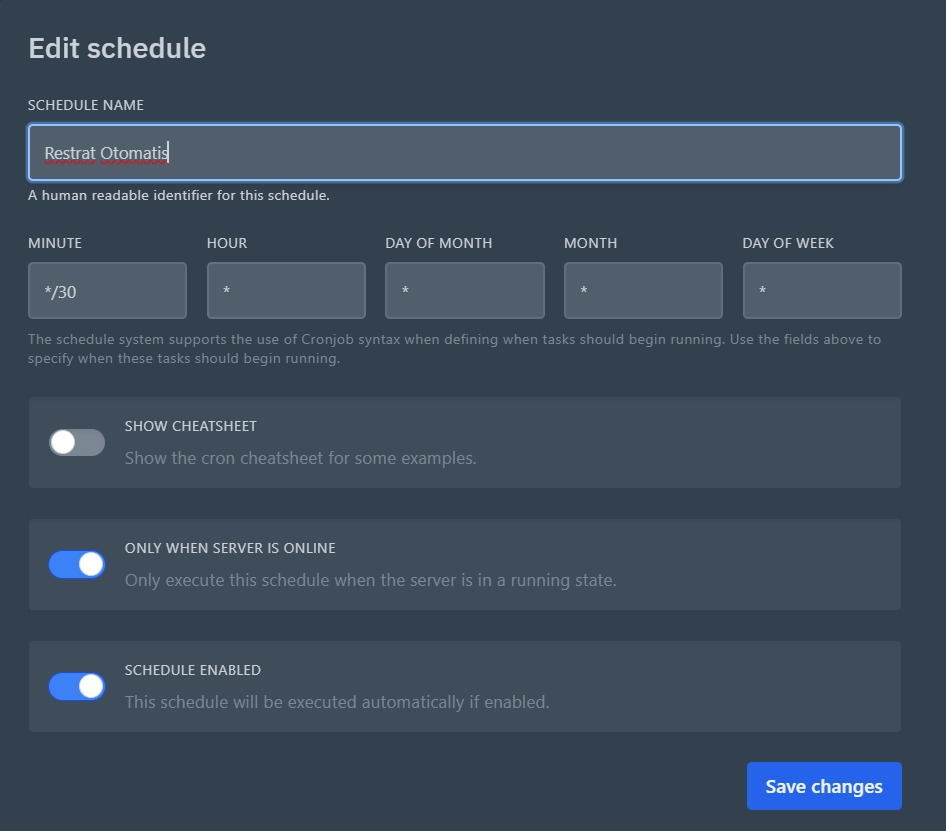 Edit schedule
SCHEDULE NAME
Restrat Otomatis
A human readable identifier for this schedule.
MINUTE HOUR DAY OF MONTH MONTH DAY OF WEEK
*/30 * * * *
The schedule system supports the use of Cronjob syntax when defining when tasks should begin running. Use the fields above to
specify when these tasks should begin running.
SHOW CHEATSHEET
Show the cron cheatsheet for some examples.
ONLY WHEN SERVER IS ONLINE
Only execute this schedule when the server is in a running state.
SCHEDULE ENABLED
This schedule will be executed automatically if enabled.
Save changes